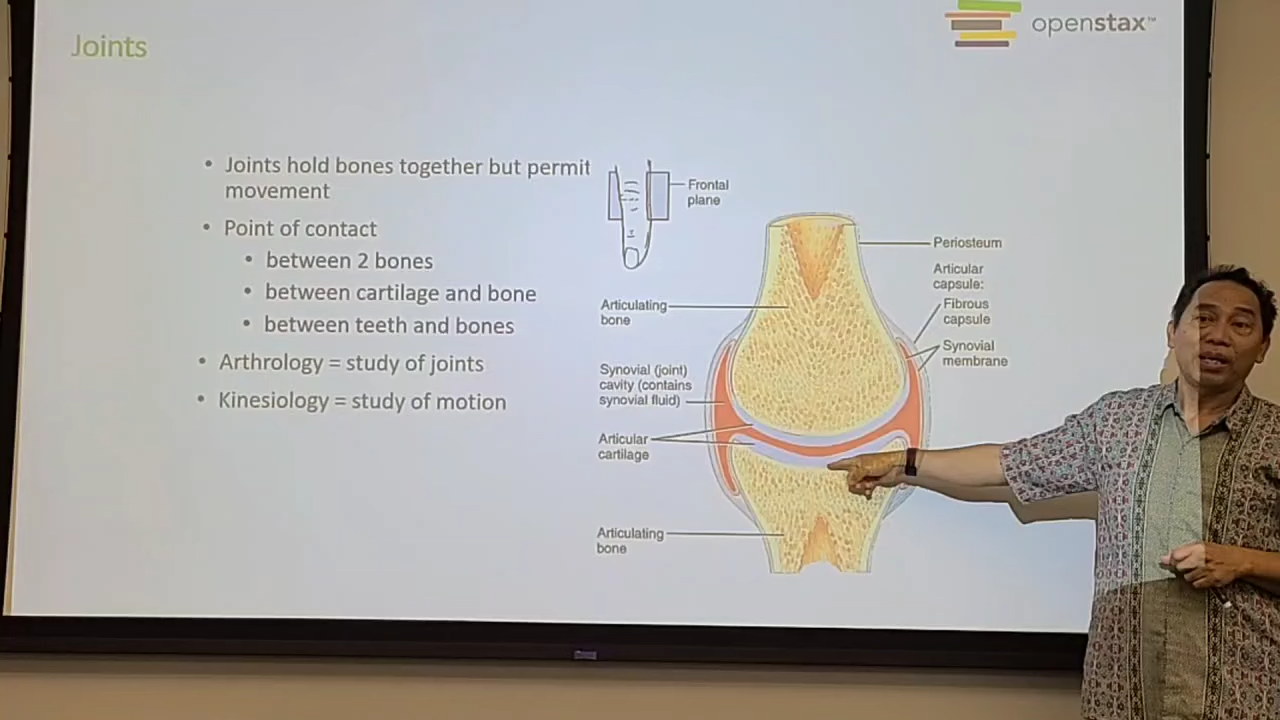 Joints
openstax™
• Joints hold bones together but permit
movement
• Point of contact
• between 2 bones
• between cartilage and bone
• between teeth and bones
• Arthrology = study of joints
• Kinesiology = study of motion
Frontal
plane
Periosteum
Articular
capsule:
Fibrous
capsule
Synovial
membrane
Articulating
bone
Synovial (joint)
cavity (contains
synovial fluid)
Articular
cartilage
Articulating
bone